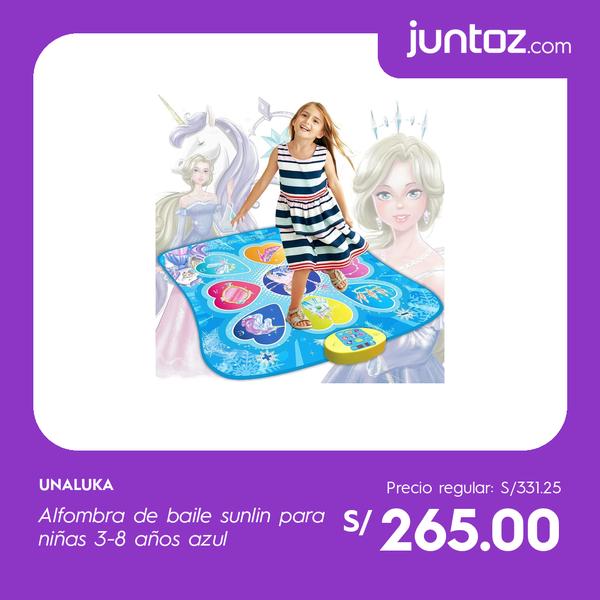 juntoz.com
UNALUKA
Alfombra de baile sunlin para
niñas 3-8 años azul
Precio regular: S/331.25
S/ 265.00